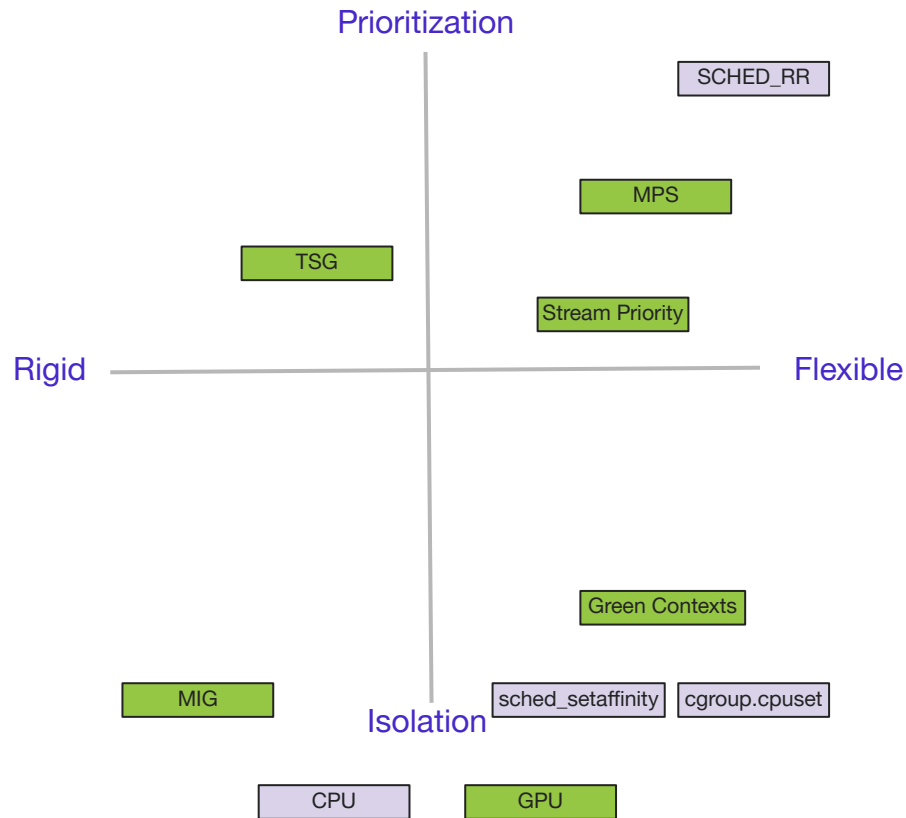 Prioritization
SCHED_RR
MPS
TSG
Stream Priority
Rigid
Flexible
Green Contexts
MIG
sched_setaffinity
cgroup.cpuset
Isolation
CPU
GPU